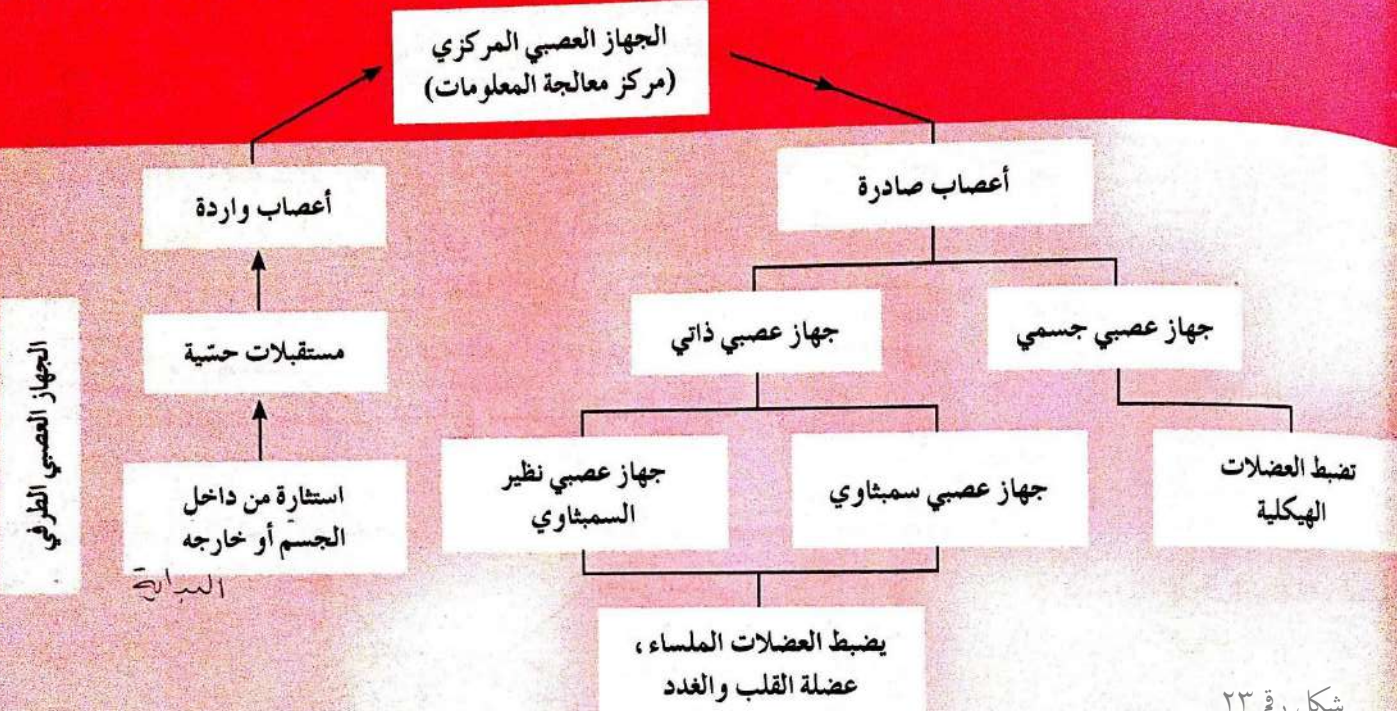 الجهاز العصبي المركزي
(مركز معالجة المعلومات)
أعصاب صادرة
أعصاب واردة
جهاز عصبي جسمي
جهاز عصبي ذاتي
مستقبلات حسّية
تضبط العضلات
الهيكلية
جهاز عصبي سمبثاوي
جهاز عصبي نظير
السمبثاوي
استثارة من داخل
الجسم أو خارجه
البداية
الجهاز العصبي الطرفي
يضبط العضلات الملساء،
عضلة القلب والغدد
شكل رقم ٢٣